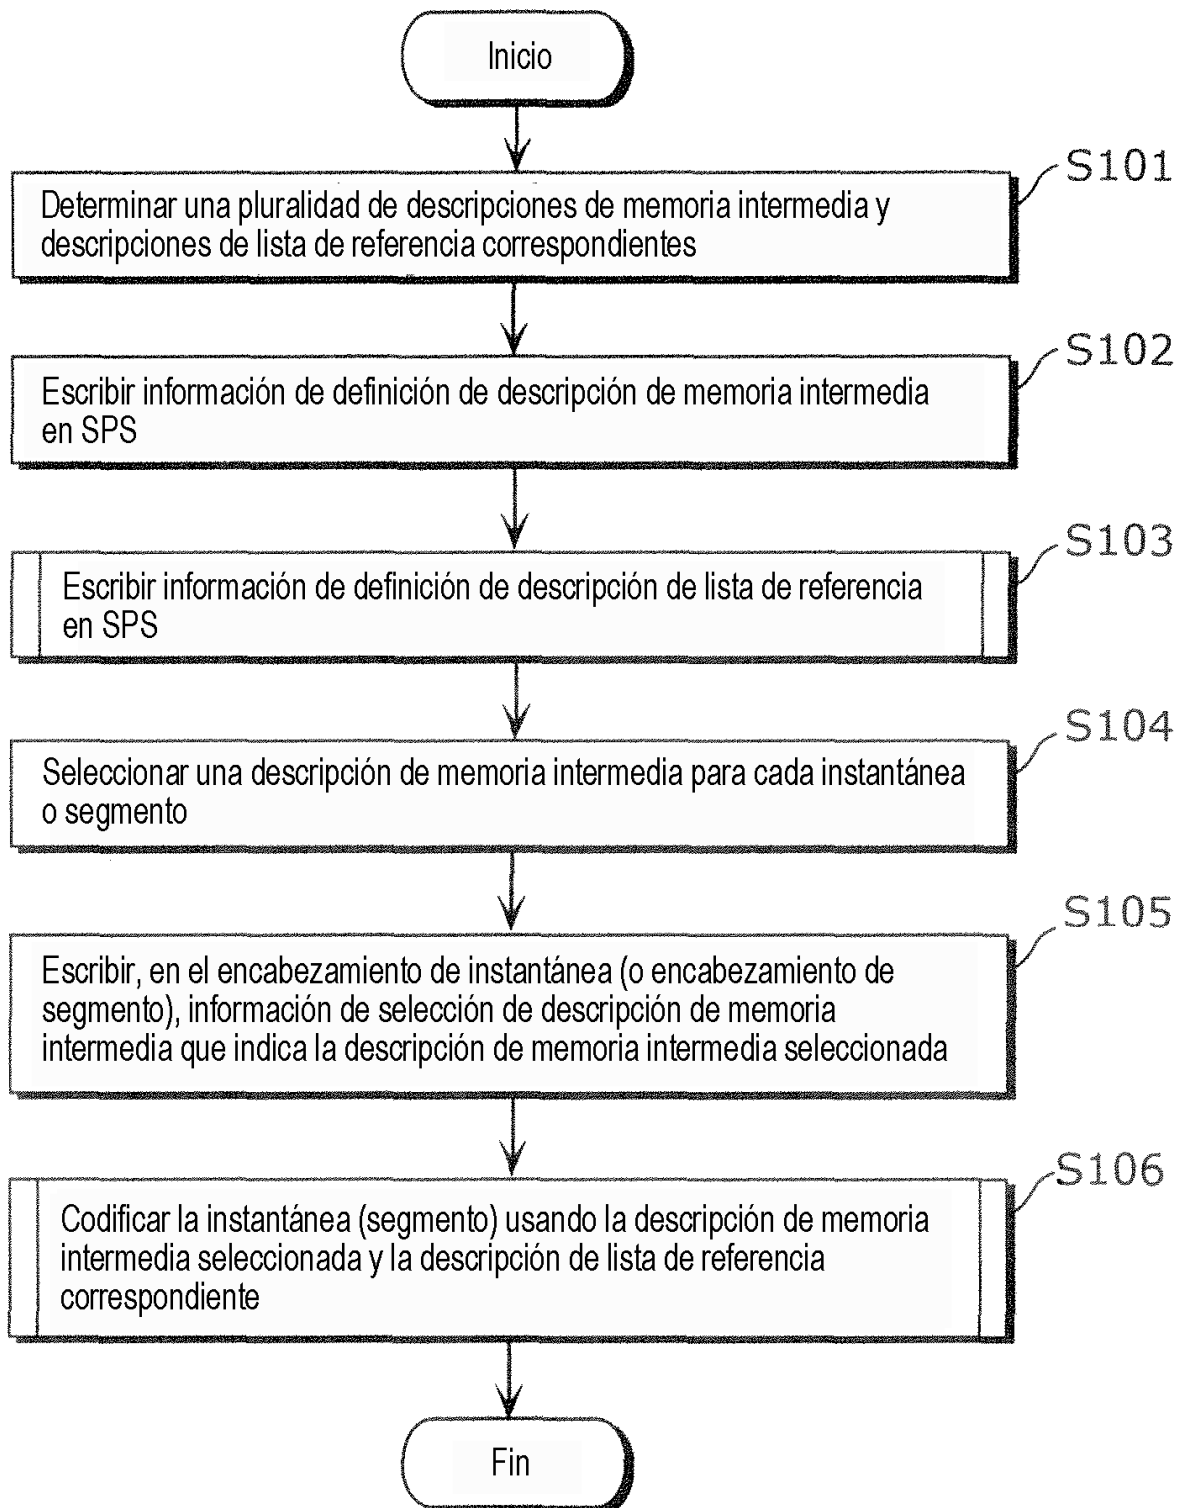 Inicio
S101
Determinar una pluralidad de descripciones de memoria intermedia y
descripciones de lista de referencia correspondientes
S102
Escribir información de definición de descripción de memoria intermedia
en SPS
S103
Escribir información de definición de descripción de lista de referencia
en SPS
S104
Seleccionar una descripción de memoria intermedia para cada instantánea
o segmento
S105
Escribir, en el encabezamiento de instantánea (o encabezamiento de
segmento), información de selección de descripción de memoria
intermedia que indica la descripción de memoria intermedia seleccionada
S106
Codificar la instantánea (segmento) usando la descripción de memoria
intermedia seleccionada y la descripción de lista de referencia
correspondiente
Fin